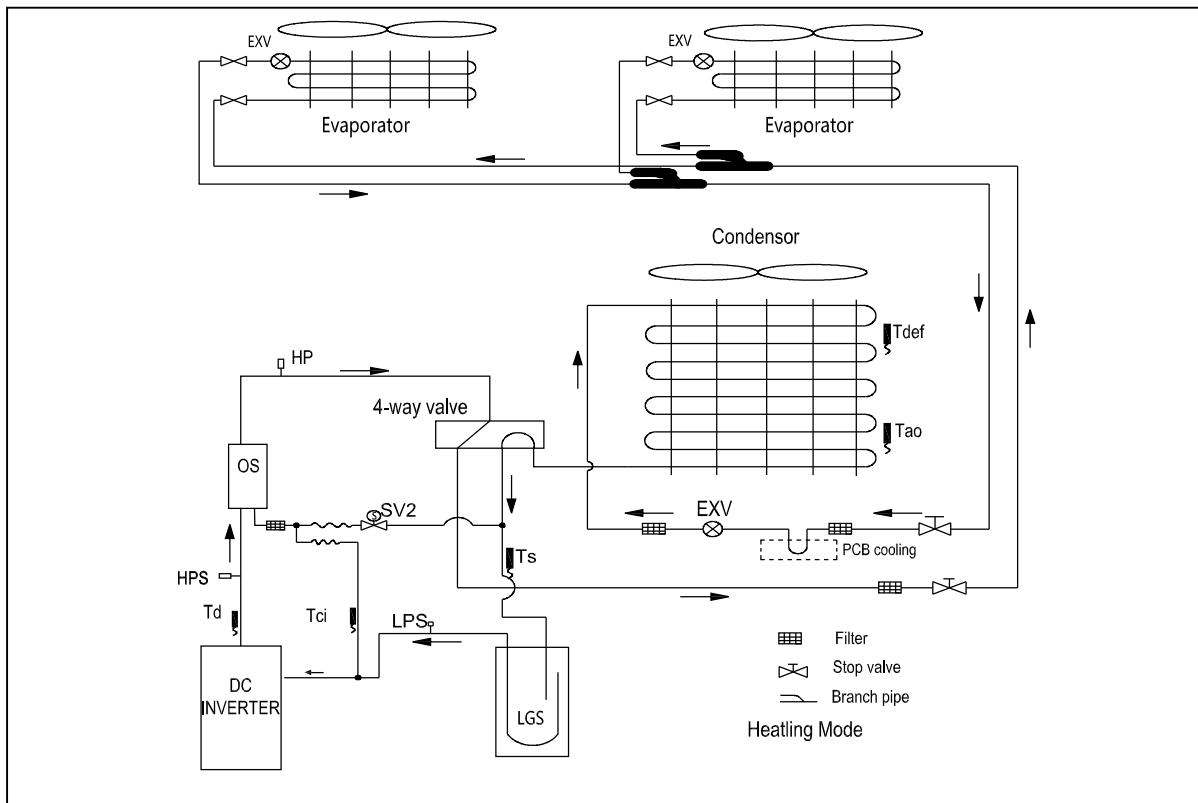 EXV
EXV
Evaporator
Evaporator
Condensor
Tdef
HP
4-way valve
Tao
OS
SV2
S
EXV
PCB cooling
Ts
HPS
Td
Tci
LPS
Filter
Stop valve
DC
INVERTER
LGS
Branch pipe
Heatling Mode